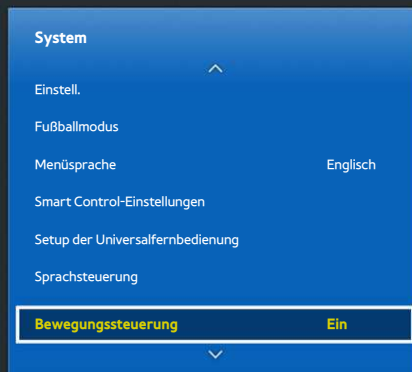 System
Einstell.
Fußballmodus
Menüsprache Englisch
Smart Control-Einstellungen
Setup der Universalfernbedienung
Sprachsteuerung
Bewegungssteuerung Ein